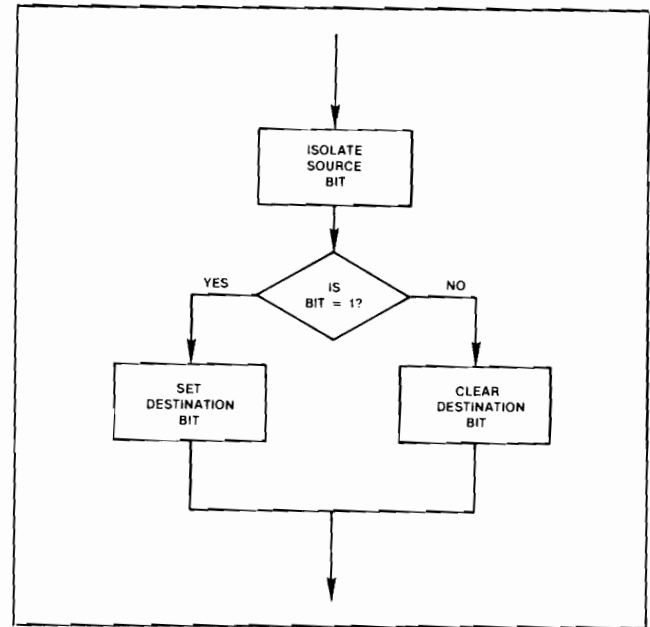 ISOLATE
SOURCE
BIT
IS
BIT = 1?
YES
NO
SET
DESTINATION
BIT
CLEAR
DESTINATION
BIT